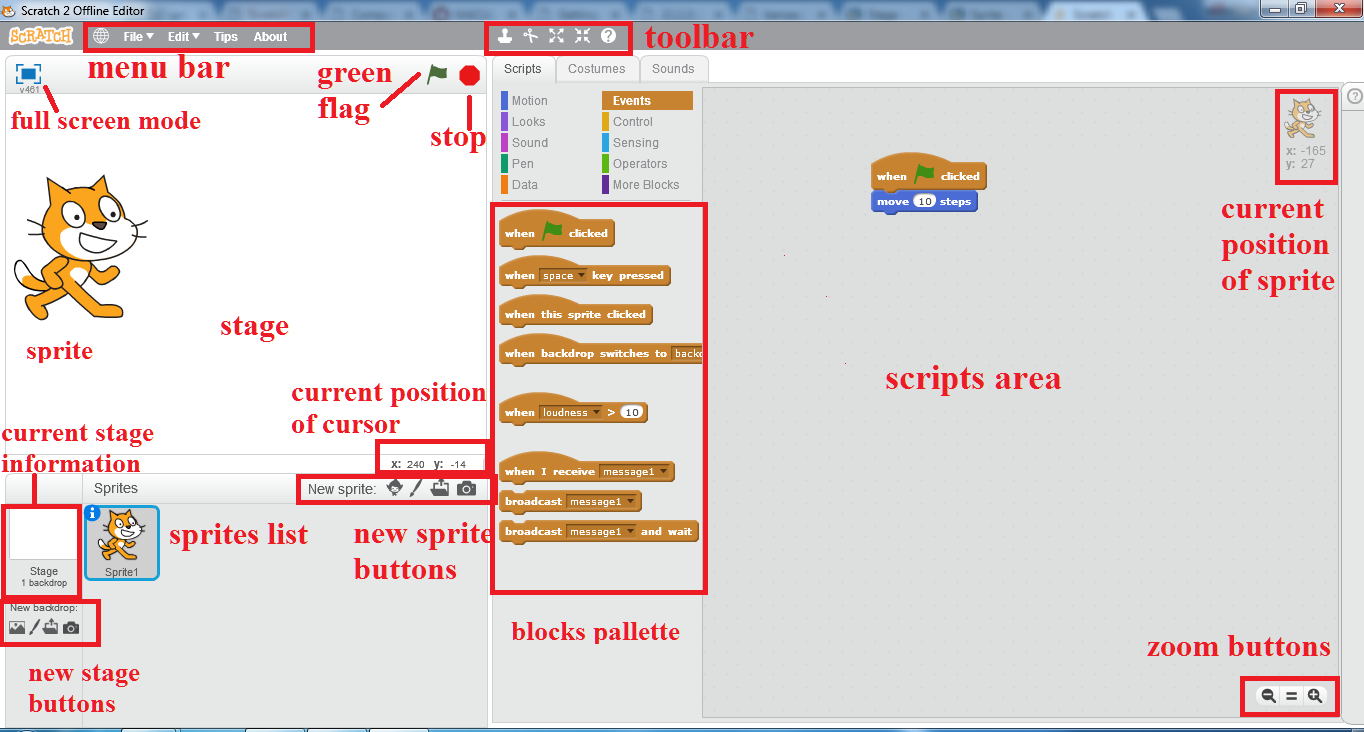 Scratch 2 Offline Editor
SCRATCH File Edit Tips About
menu bar
toolbar
v461
full screen mode
green
flag
stop
Scripts Costumes Sounds
Motion Events
Looks Control
Sound Sensing
Pen Operators
Data More Blocks
when clicked
when space key pressed
when this sprite clicked
when backdrop switches to backd
when loudness > 10
when I receive message1
broadcast message1
broadcast message1 and wait
blocks pallette
when clicked
move 10 steps
x: -165
y: 27
current
position
of sprite
scripts area
zoom buttons
sprite
stage
current position
of cursor
x: 240 y: -14
current stage
information
Sprites New sprite:
Sprite1
sprites list
new sprite
buttons
Stage
1 backdrop
New backdrop:
new stage
buttons